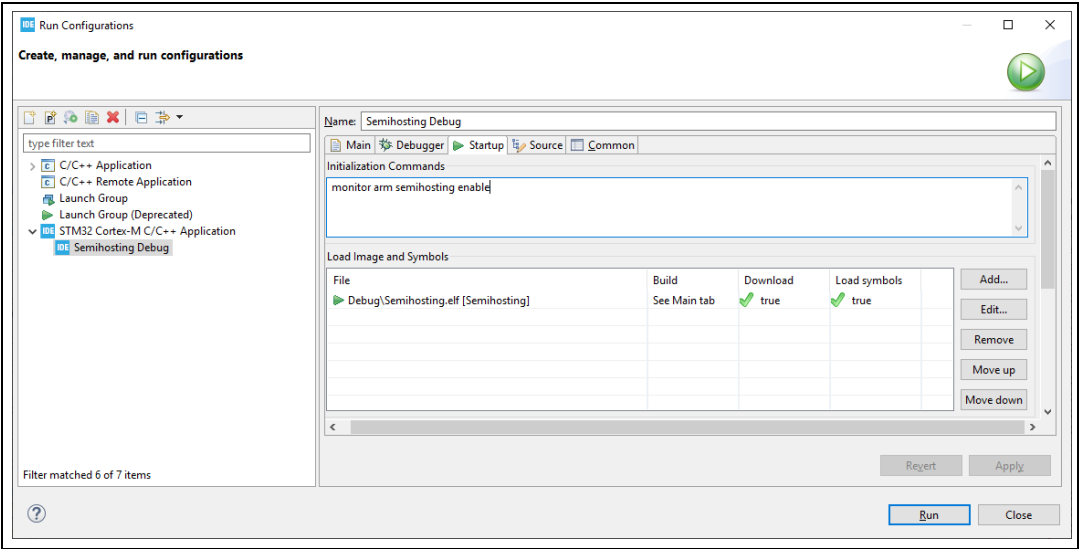 IDE Run Configurations
Create, manage, and run configurations
Name: Semihosting Debug
type filter text
Main Debugger Startup Source Common
C/C++ Application
C/C++ Remote Application
Launch Group
Launch Group (Deprecated)
IDE STM32 Cortex-M C/C++ Application
IDE Semihosting Debug
Filter matched 6 of 7 items
Initialization Commands
monitor arm semihosting enable
Load Image and Symbols
File Build Download Load symbols
Debug\Semihosting.elf [Semihosting] See Main tab true true
Add...
Edit...
Remove
Move up
Move down
Revert Apply
Run Close